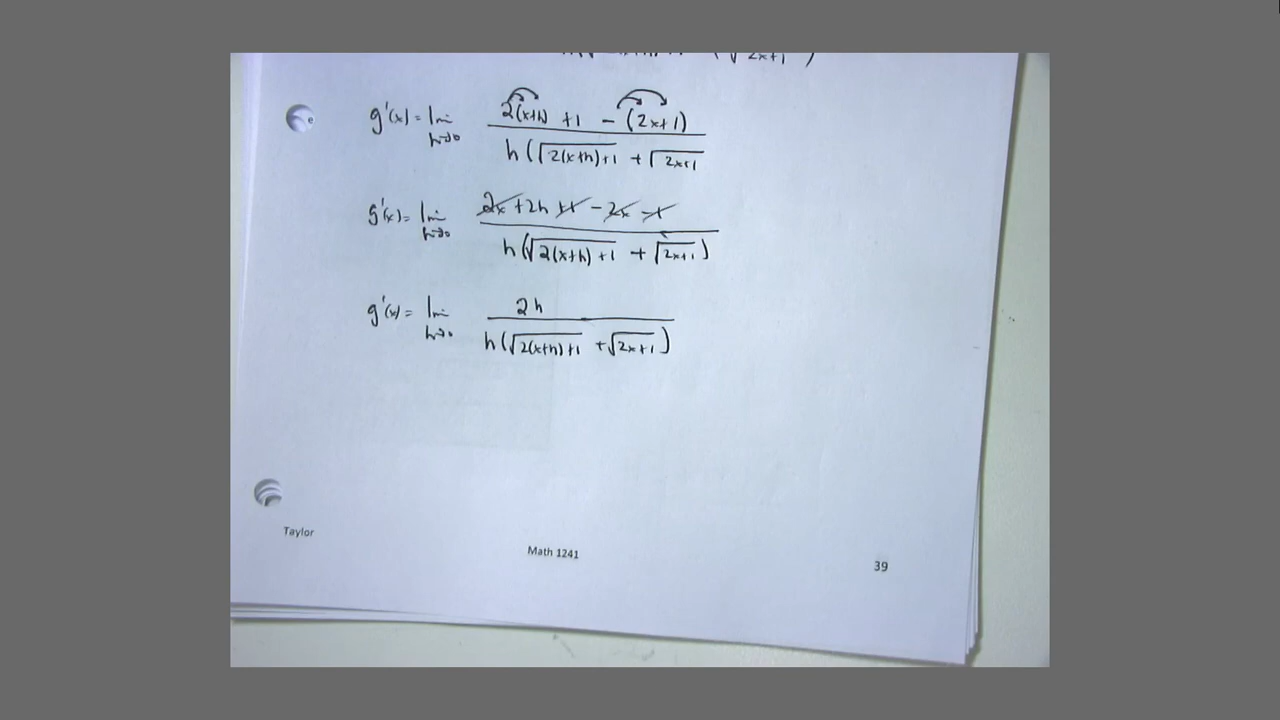 g'(x) = lim h→0 2(x+h) +1 - (2x+1) / h(√2(x+h)+1 + √2x+1
g'(x) = lim h→0 2x +2h +1 - 2x -1 / h(√2(x+h)+1 + √2x+1)
g'(x) = lim h→0 2h / h(√2(x+h)+1 + √2x+1)
Taylor
Math 1241
39